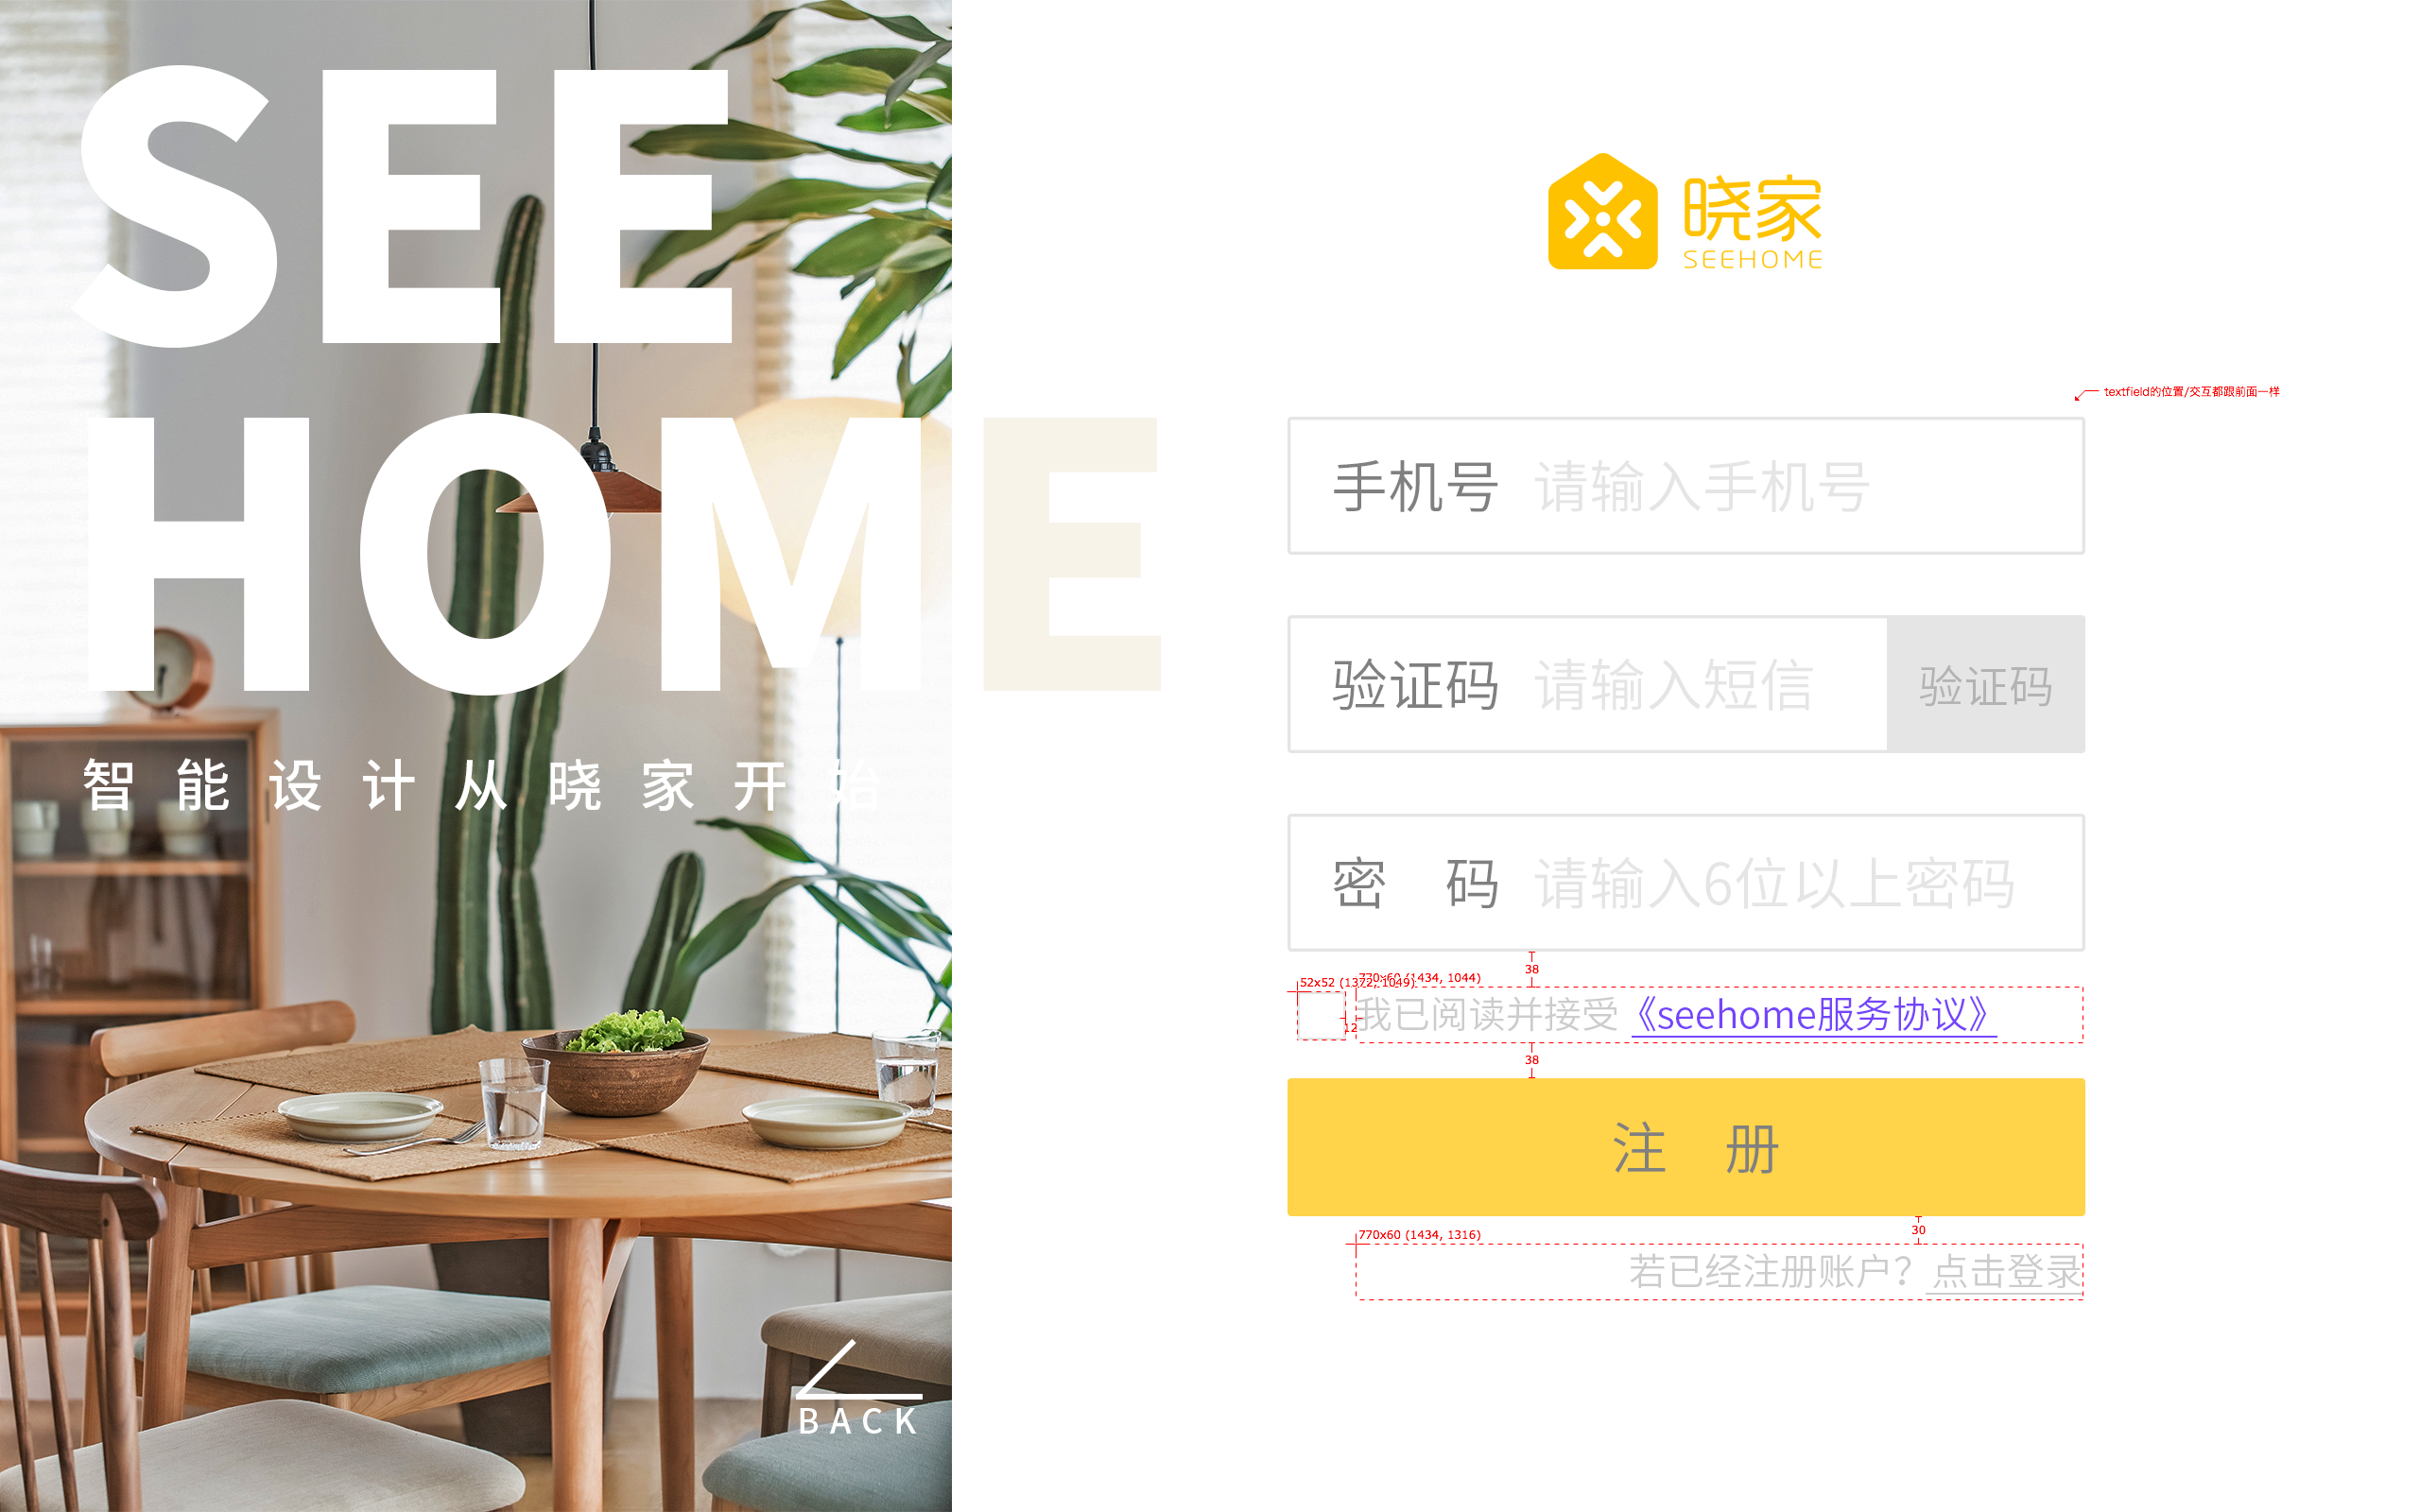 SEE
HOME
智能设计从晓家开始
BACK
晓家
SEEHOME
textfield的位置/交互都跟前面一样
手机号 请输入手机号
验证码 请输入短信 验证码
密 码 请输入6位以上密码
38
770x60 (1434, 1044)
52x52 (1372, 1049)
12
我已阅读并接受《seehome服务协议》
38
注 册
30
770x60 (1434, 1316)
若已经注册账户？点击登录